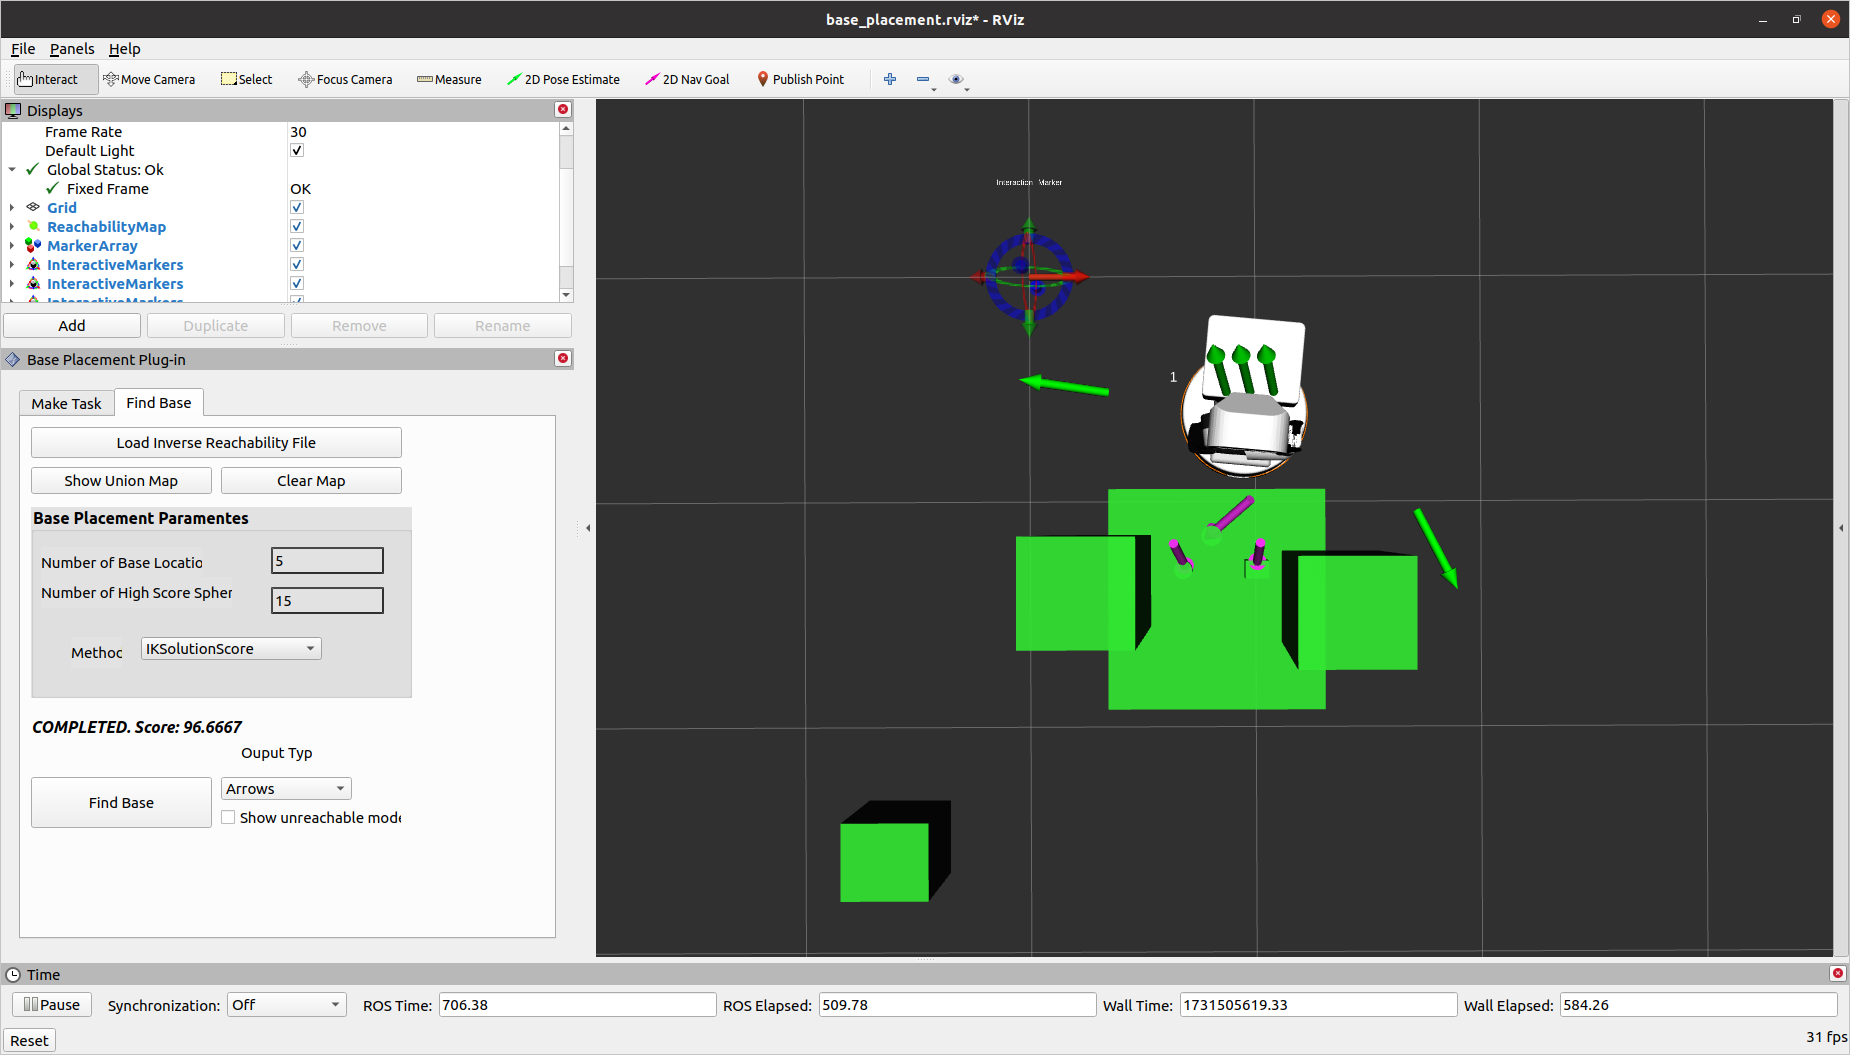 base_placement.rviz* - RViz
File Panels Help
Interact Move Camera Select Focus Camera Measure 2D Pose Estimate 2D Nav Goal Publish Point
Displays
Frame Rate 30
Default Light
Global Status: Ok
Fixed Frame OK
Grid
ReachabilityMap
MarkerArray
InteractiveMarkers
InteractiveMarkers
InteractiveMarkers
Add Duplicate Remove Rename
Base Placement Plug-in
Make Task Find Base
Load Inverse Reachability File
Show Union Map Clear Map
Base Placement Paramentes
Number of Base Locatio 5
Number of High Score Spher 15
Methoc IKSolutionScore
COMPLETED. Score: 96.6667
Ouput Typ
Find Base Arrows
Show unreachable mode
Interaction Marker
1
Time
Pause Synchronization: Off ROS Time: 706.38 ROS Elapsed: 509.78 Wall Time: 1731505619.33 Wall Elapsed: 584.26
Reset 31 fps